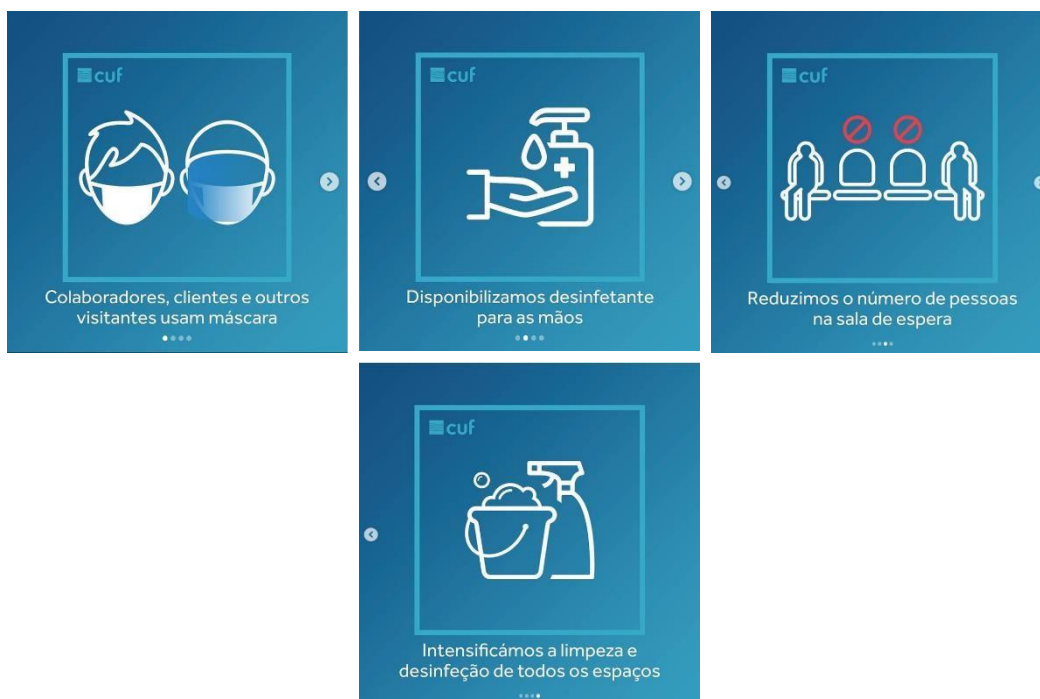 cuf
Colaboradores, clientes e outros
visitantes usam máscara
cuf
Disponibilizamos desinfetante
para as mãos
cuf
Reduzimos o número de pessoas
na sala de espera
cuf
Intensificámos a limpeza e
desinfeção de todos os espaços